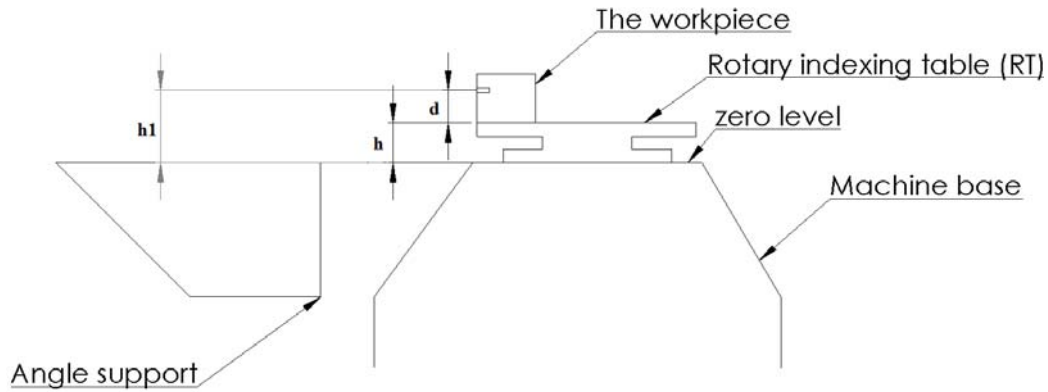 The workpiece
Rotary indexing table (RT)
zero level
d
h1
h
Machine base
Angle support